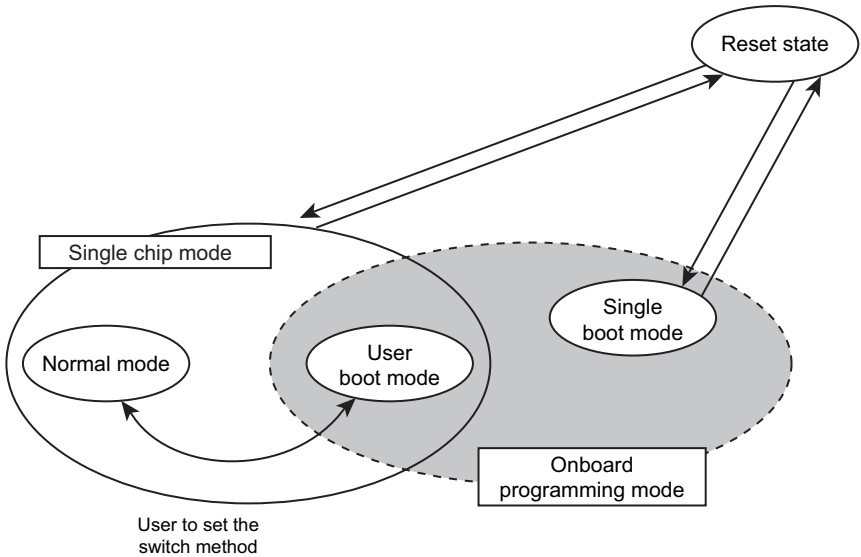 Reset state
Single chip mode
Single
boot mode
Normal mode
User
boot mode
Onboard
programming mode
User to set the
switch method